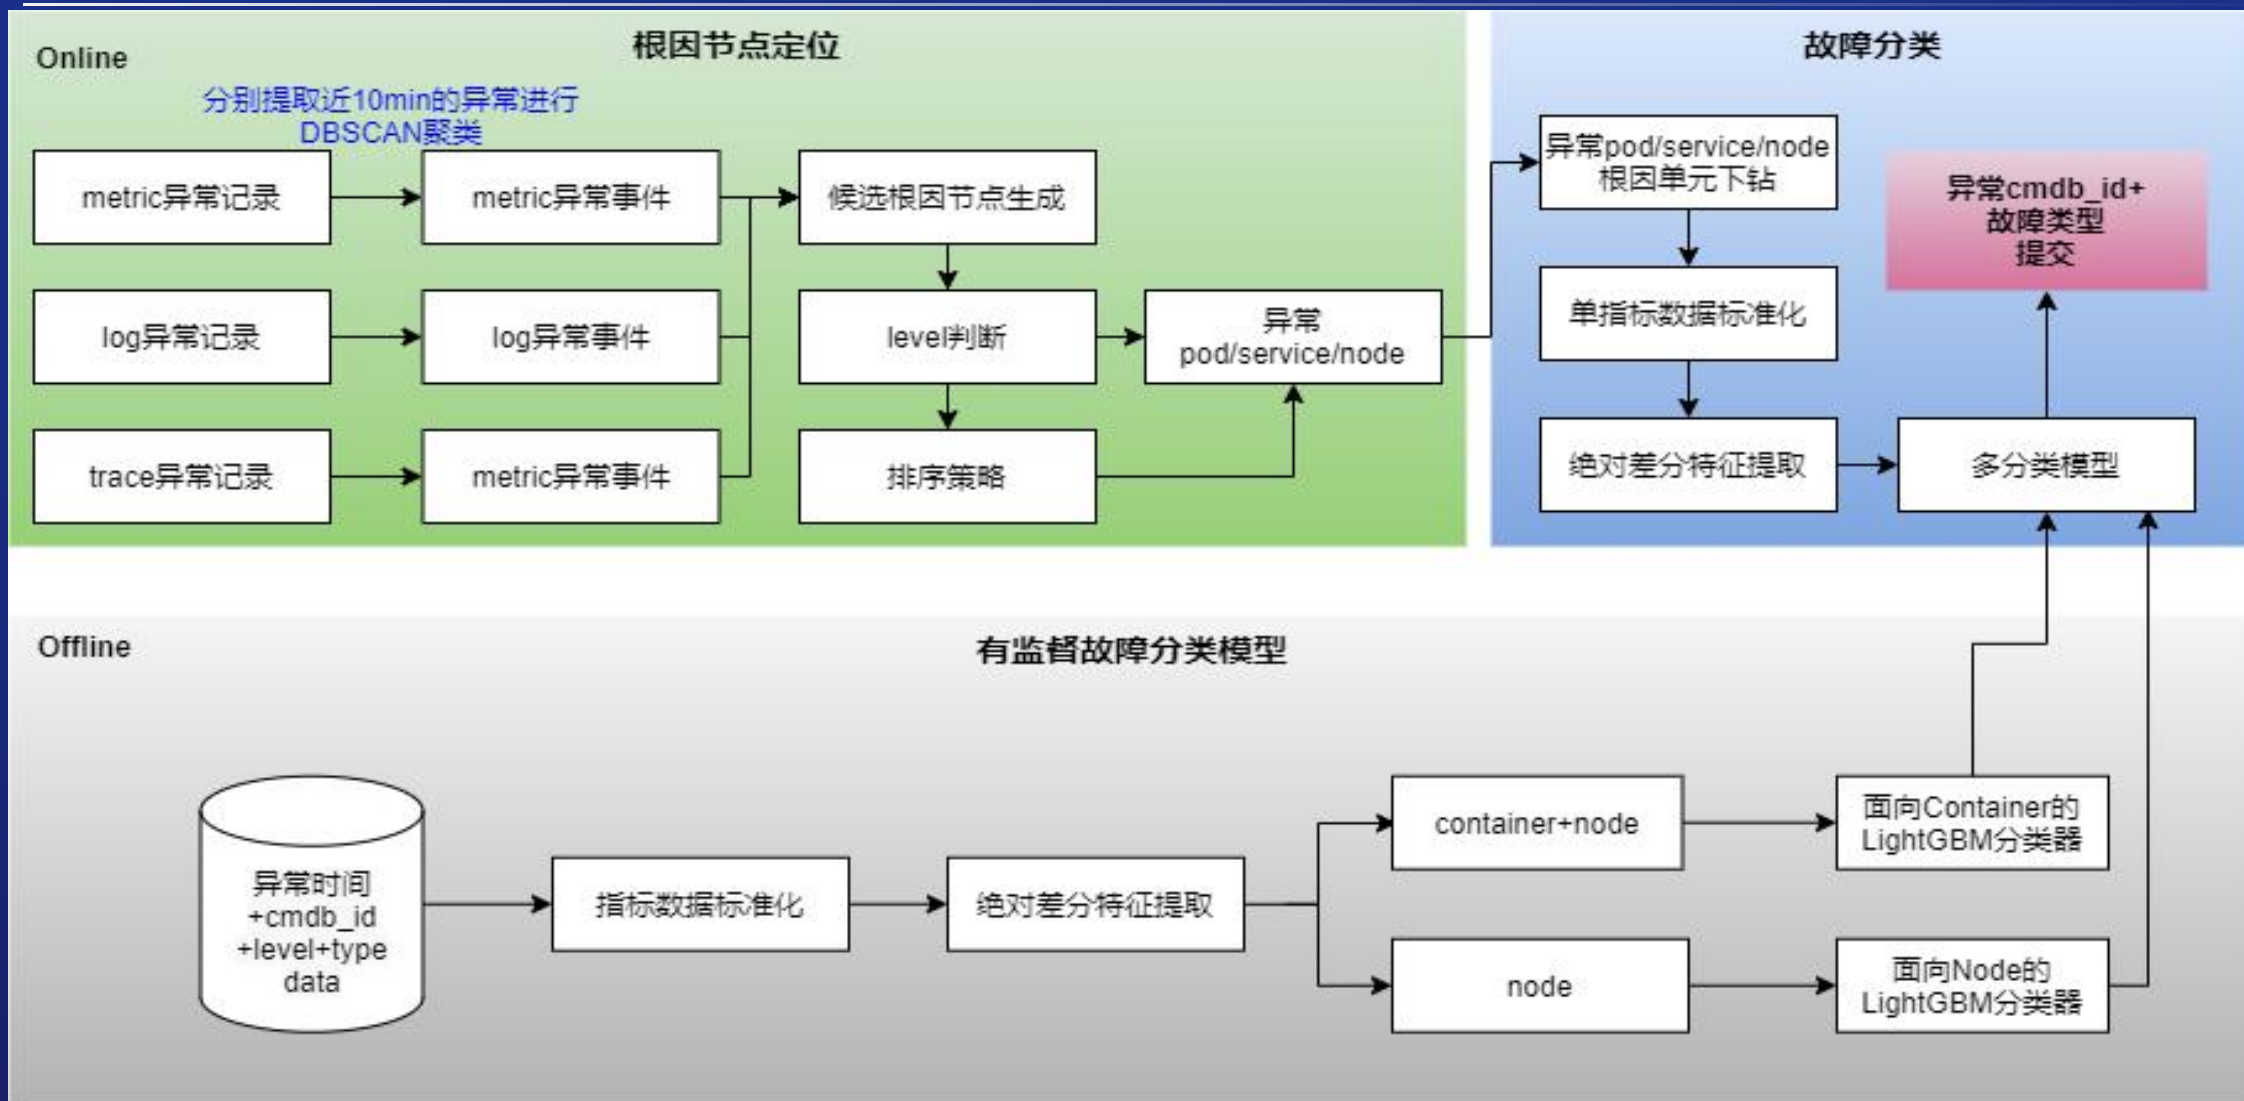 Online
根因节点定位
分别提取近10min的异常进行
DBSCAN聚类
metric异常记录
metric异常事件
候选根因节点生成
log异常记录
log异常事件
level判断
异常
pod/service/node
trace异常记录
metric异常事件
排序策略
故障分类
异常pod/service/node
根因单元下钻
异常cmdb_id+
故障类型
提交
单指标数据标准化
绝对差分特征提取
多分类模型
Offline
有监督故障分类模型
异常时间
+cmdb_id
+level+type
data
指标数据标准化
绝对差分特征提取
container+node
面向Container的
LightGBM分类器
node
面向Node的
LightGBM分类器